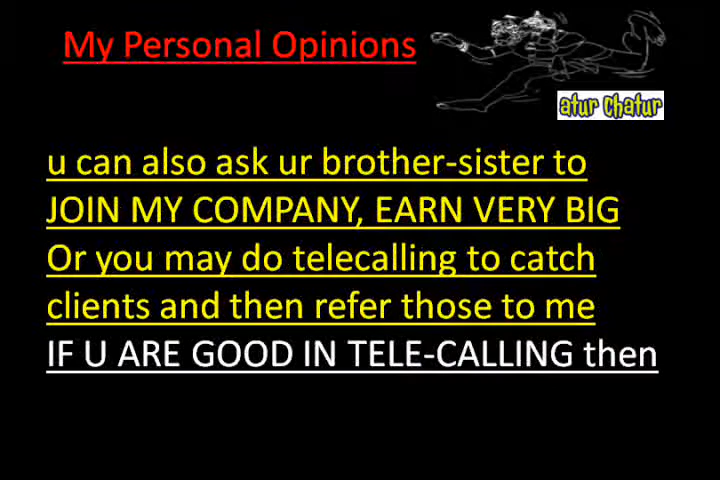 My Personal Opinions
atur chatur
u can also ask ur brother-sister to
JOIN MY COMPANY, EARN VERY BIG
Or you may do telecalling to catch
clients and then refer those to me
IF U ARE GOOD IN TELE-CALLING then